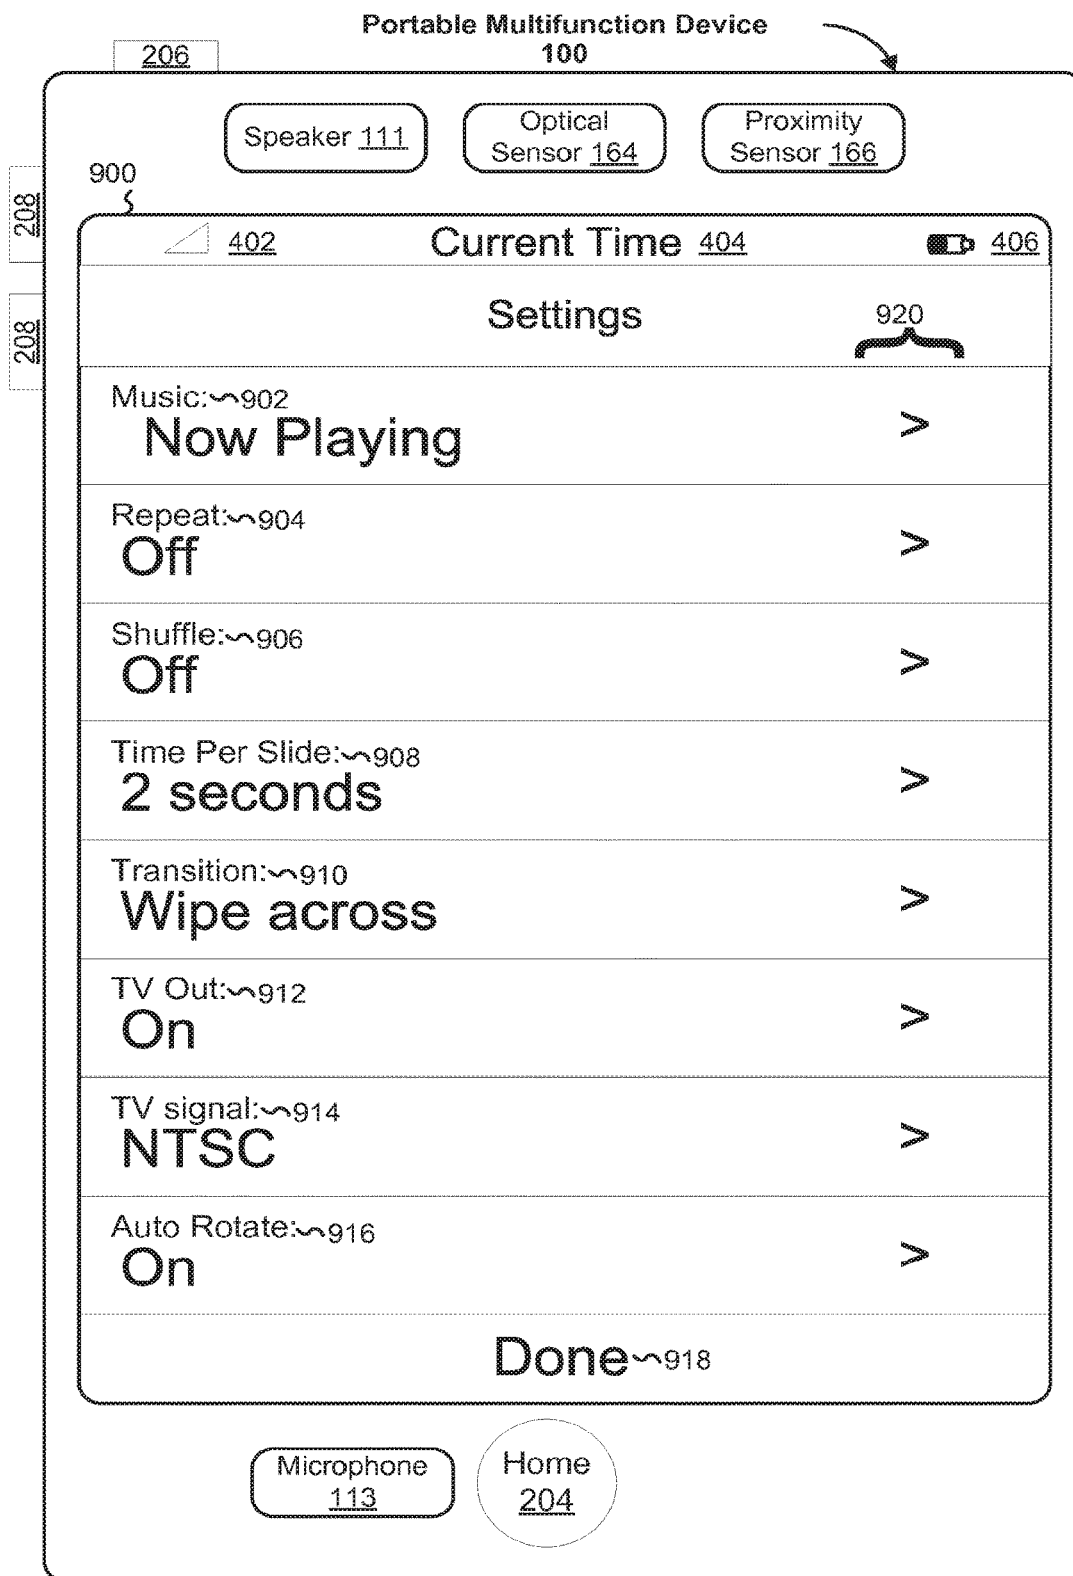 Portable Multifunction Device
100
206
Speaker 111
Optical
Sensor 164
Proximity
Sensor 166
900
208
208
402
Current Time 404
406
Settings
920
Music: 902
Now Playing
>
Repeat: 904
Off
>
Shuffle: 906
Off
>
Time Per Slide: 908
2 seconds
>
Transition: 910
Wipe across
>
TV Out: 912
On
>
TV signal: 914
NTSC
>
Auto Rotate: 916
On
>
Done 918
Microphone
113
Home
204